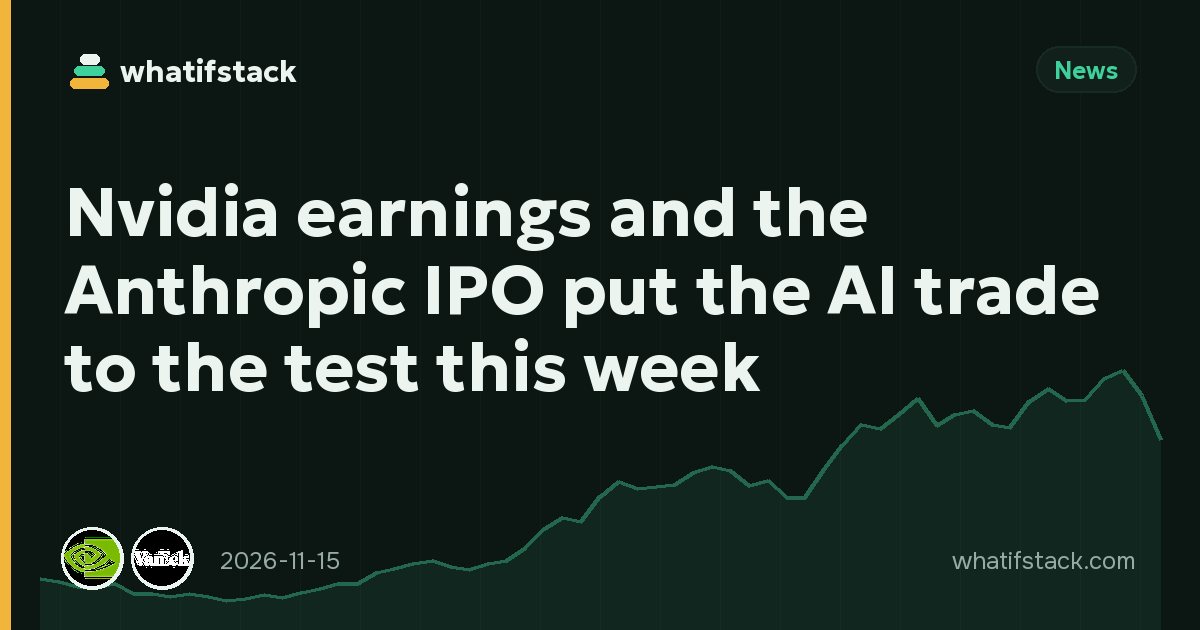 whatifstack
News
Nvidia earnings and the
Anthropic IPO put the AI trade
to the test this week
VanEck
2026-11-15
whatifstack.com